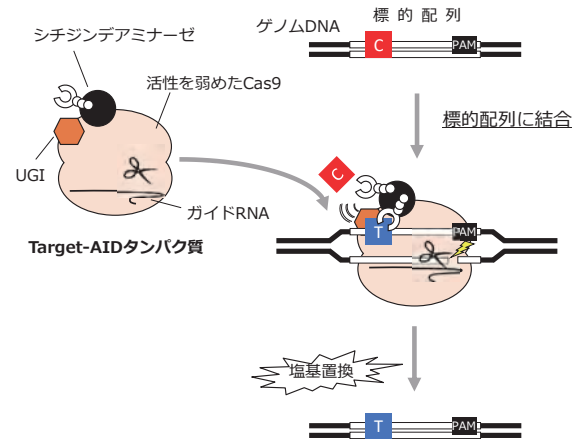 標的配列
ゲノムDNA
C
PAM
シチジンデアミナーゼ
活性を弱めたCas9
標的配列に結合
UGI
ガイドRNA
Target-AIDタンパク質
C
T
PAM
塩基置換
T
PAM